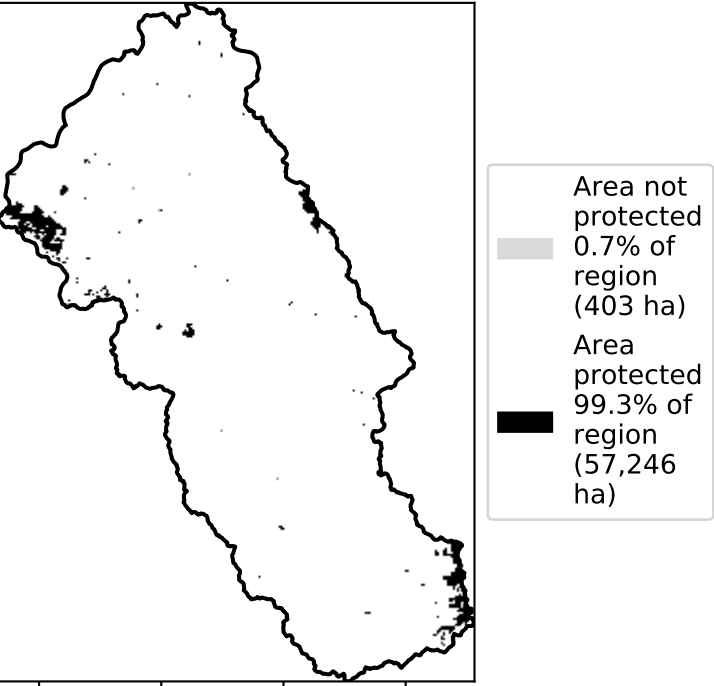 Area not
protected
0.7% of
region
(403 ha)
Area
protected
99.3% of
region
(57,246
ha)